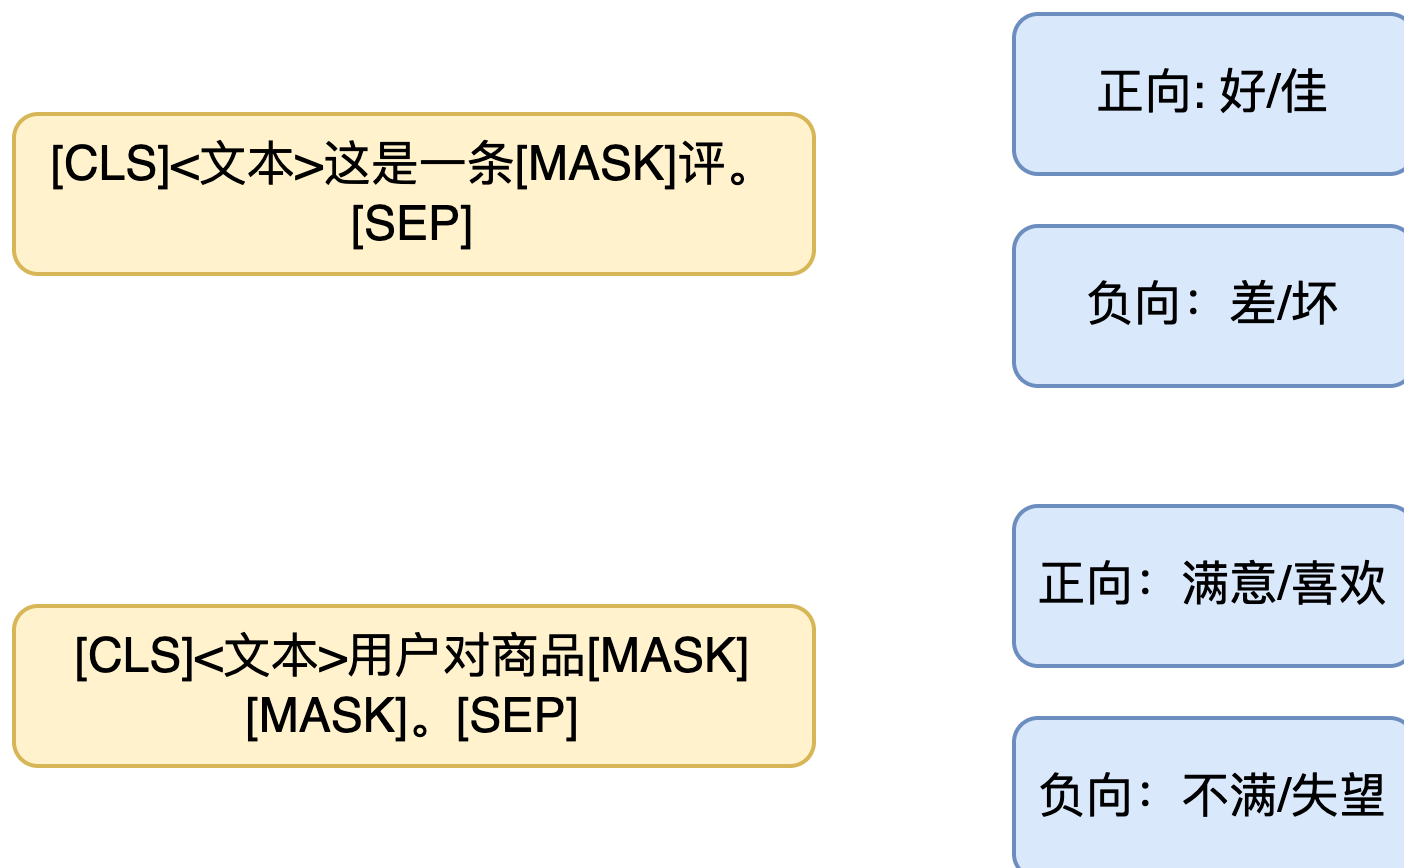 [CLS]<文本>这是一条[MASK]评。
[SEP]
正向: 好/佳
负向：差/坏
[CLS]<文本>用户对商品[MASK]
[MASK]。[SEP]
正向：满意/喜欢
负向：不满/失望